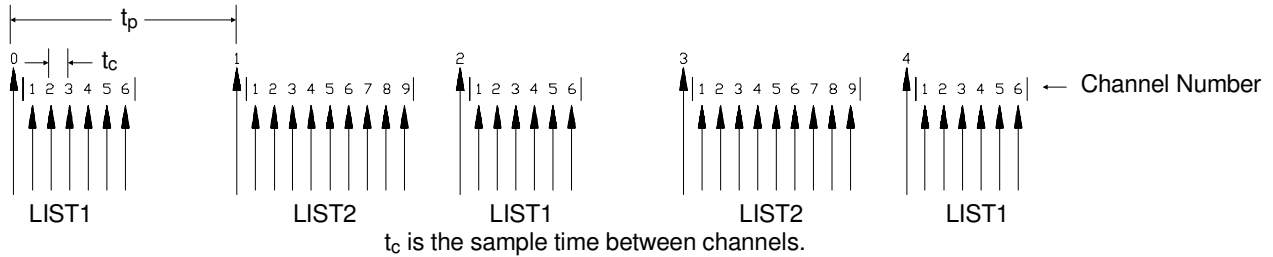 tp
0 1 2 3 4
tc
1 2 3 4 5 6 1 2 3 4 5 6 7 8 9 1 2 3 4 5 6 1 2 3 4 5 6 7 8 9 1 2 3 4 5 6 Channel Number
LIST1 LIST2 LIST1 LIST2 LIST1
tc is the sample time between channels.